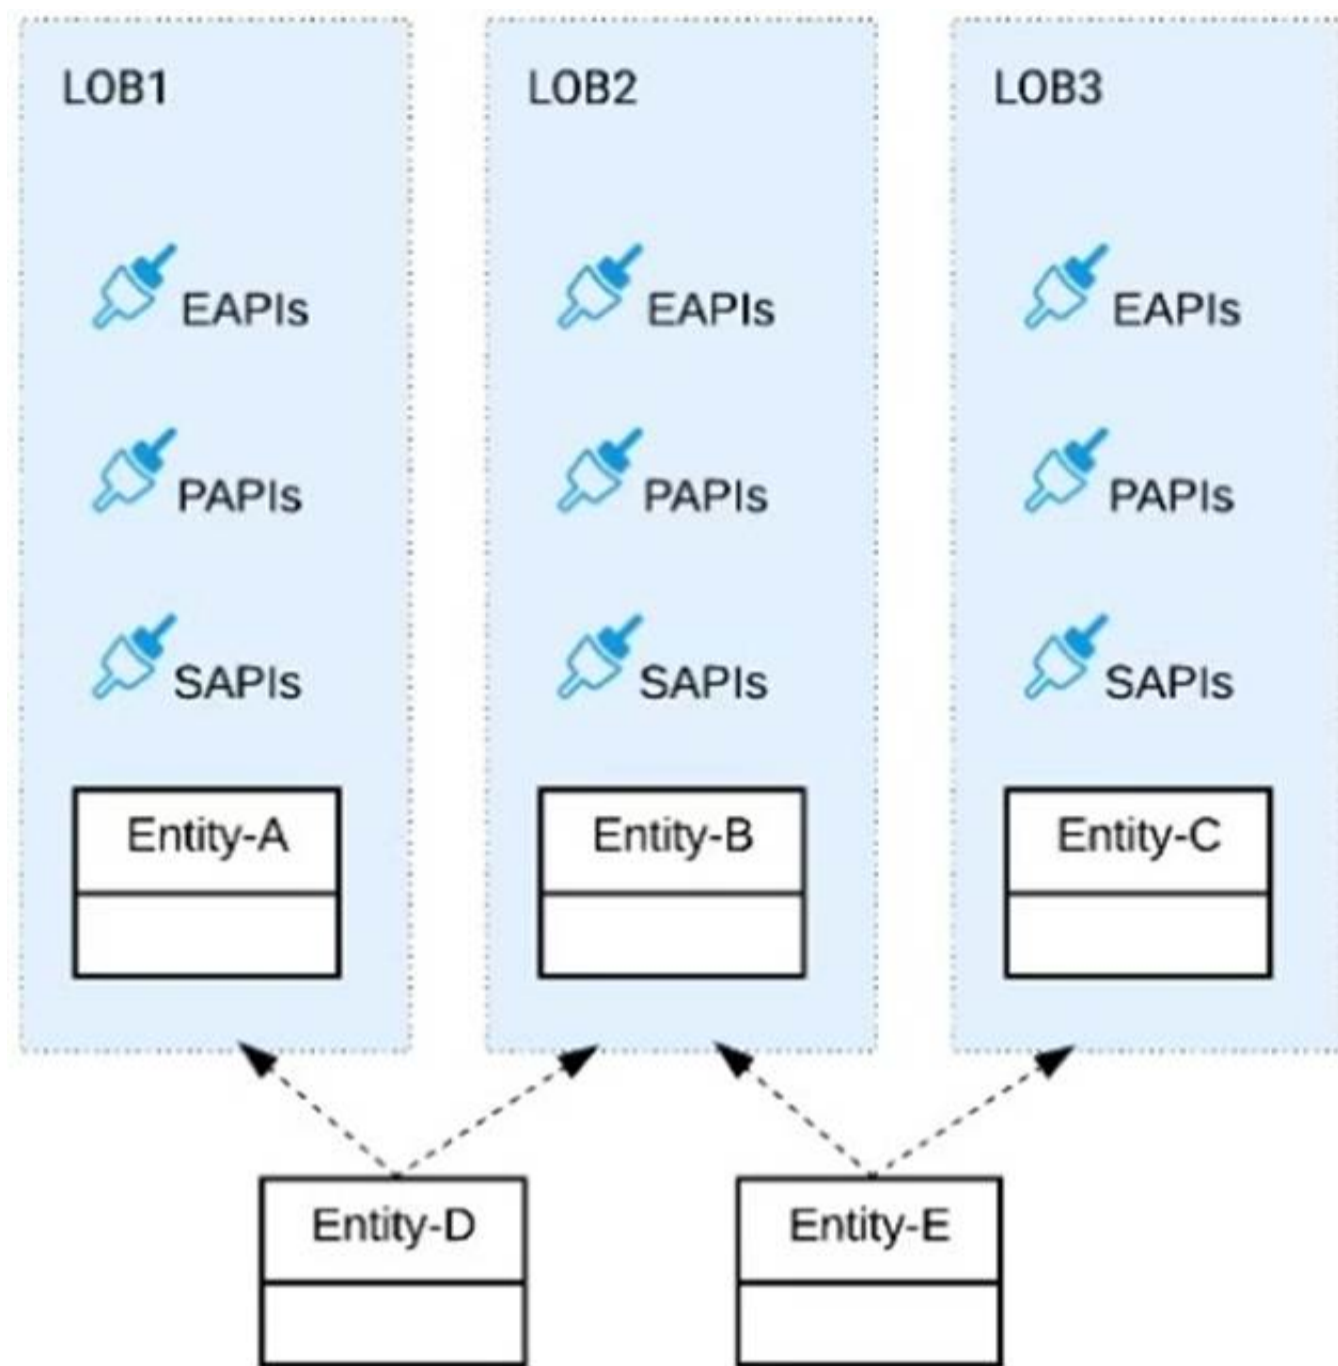 LOB1 LOB2 LOB3
EAPIs EAPIs EAPIs
PAPIs PAPIs PAPIs
SAPIs SAPIs SAPIs
Entity-A Entity-B Entity-C
Entity-D Entity-E